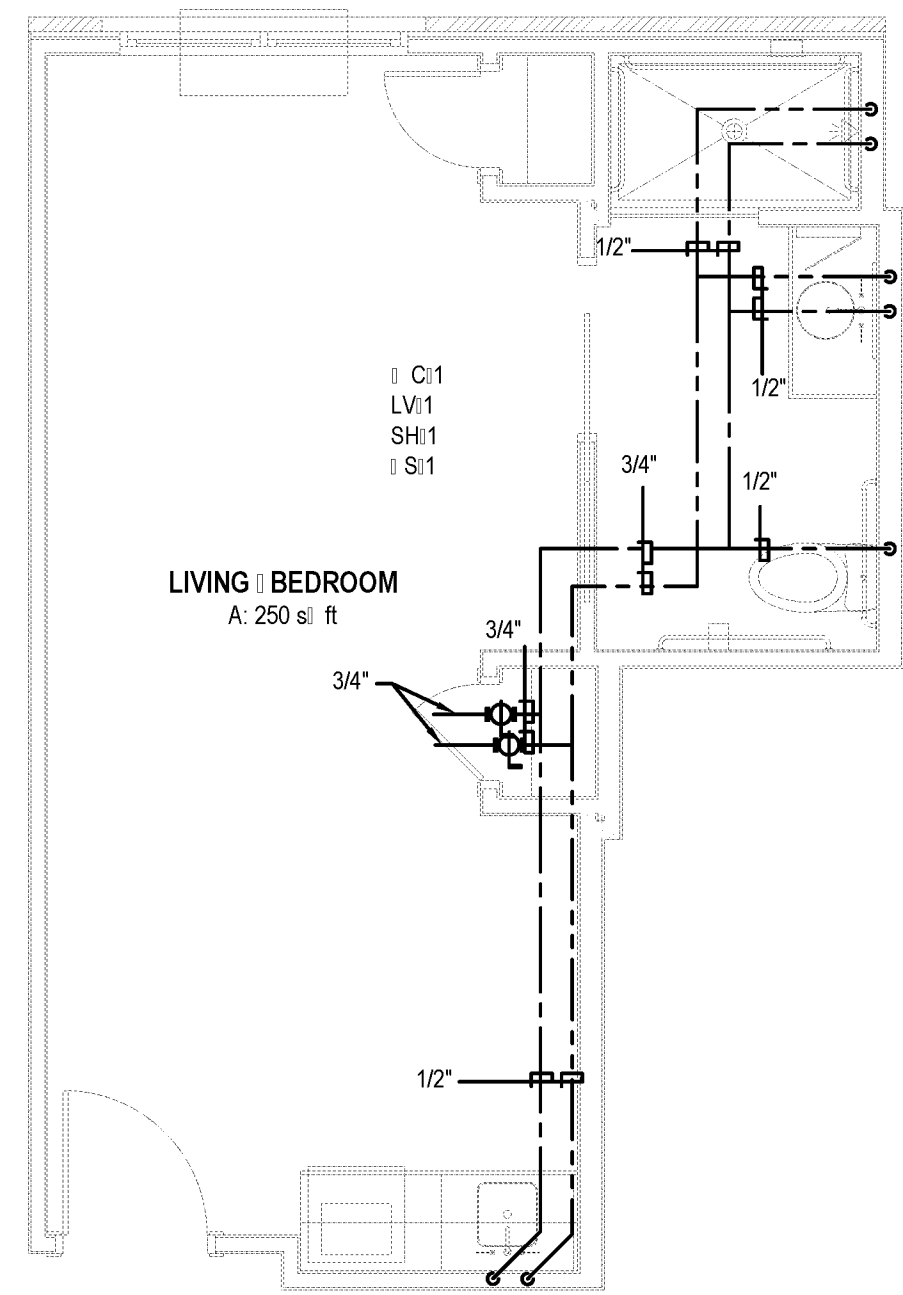 1/2"
1/2"
C▯1
LV▯1
SH▯1
S▯1
3/4"
1/2"
LIVING ▯ BEDROOM
A: 250 s▯ ft
3/4"
3/4"
1/2"